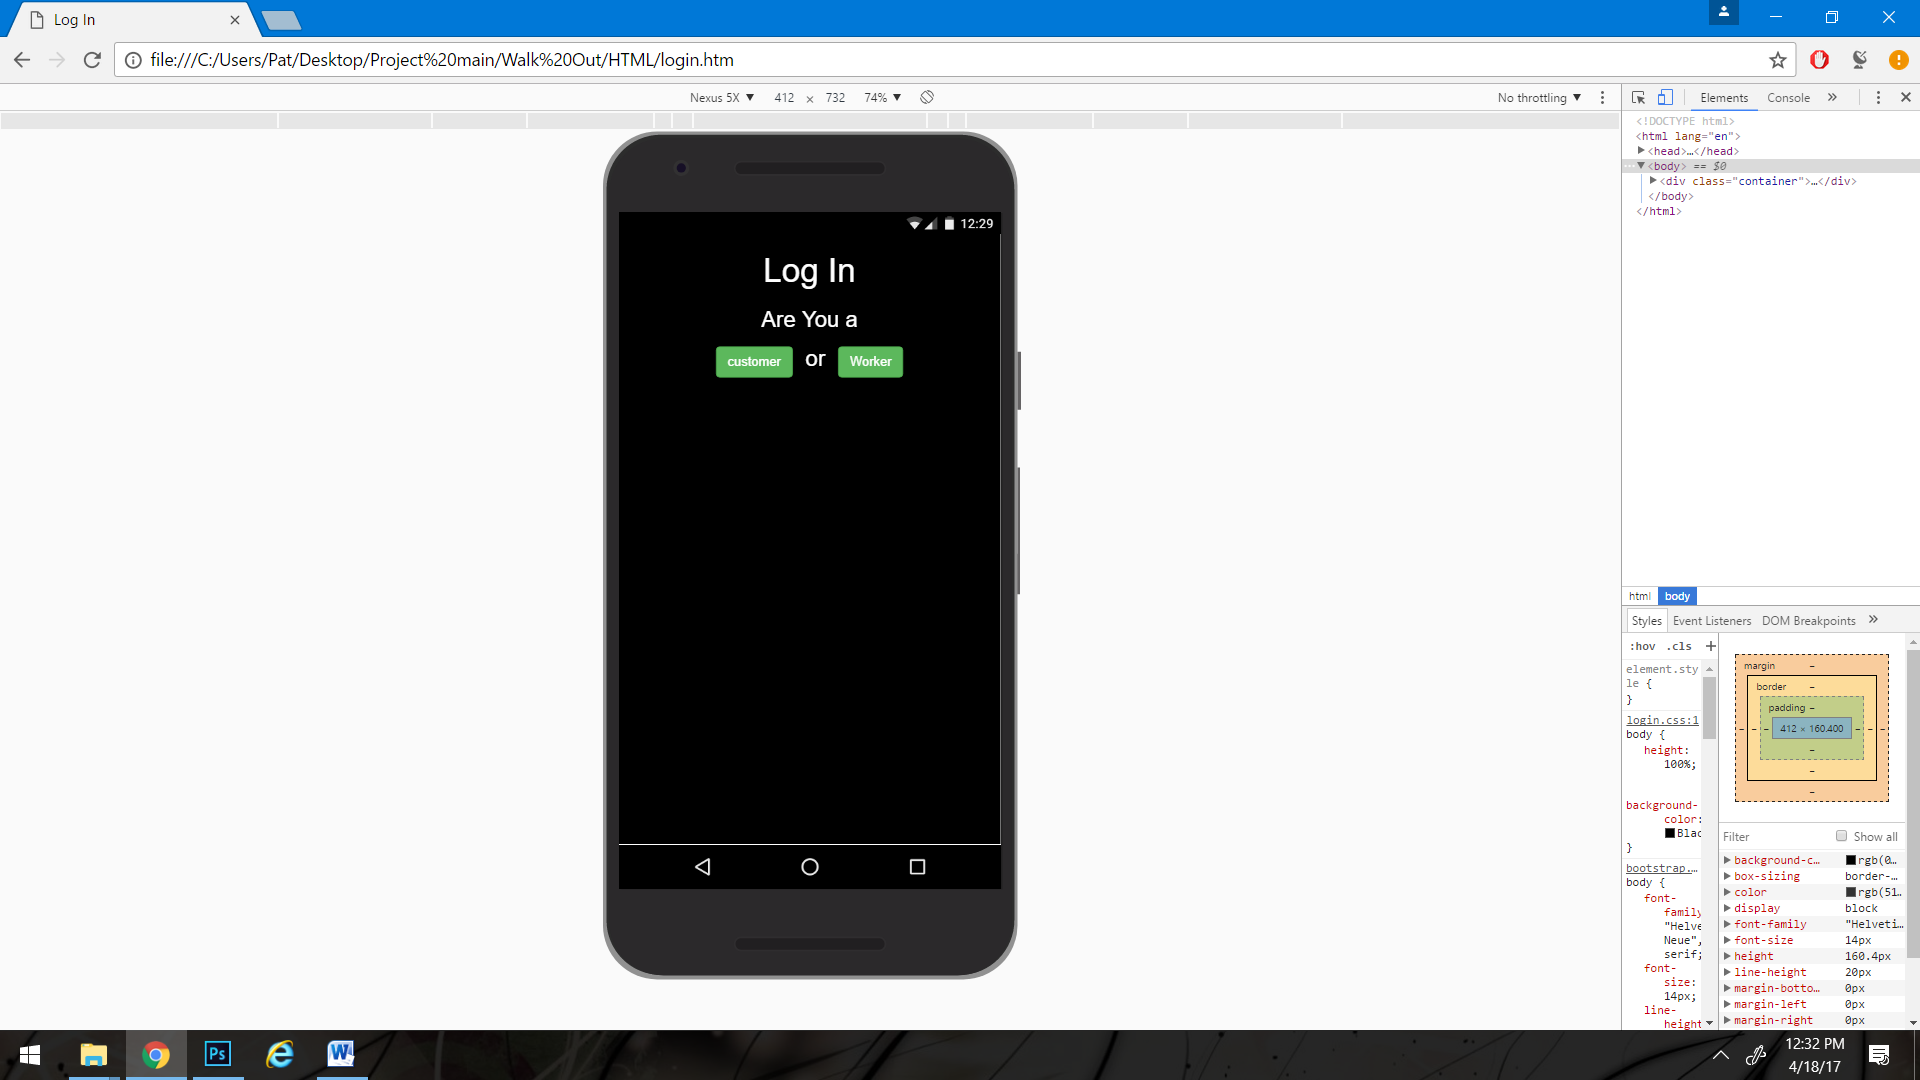 Log In
file:///C:/Users/Pat/Desktop/Project%20main/Walk%20Out/HTML/login.htm
Nexus 5X ▼ 412 × 732 74% ▼
No throttling ▼
Elements Console »
12:29
Log In
Are You a
customer or Worker
<!DOCTYPE html>
<html lang="en">
<head>…</head>
<body> == $0
<div class="container">…</div>
</body>
</html>
html body
Styles Event Listeners DOM Breakpoints »
:hov .cls +
element.sty
le {
}
login.css:1
body {
height:
100%;
background-
color:
Blac
}
bootstrap.…
body {
font-
family
"Helve
Neue",
serif;
font-
size:
14px;
line-
height
margin –
border –
padding –
412 × 160.400
Filter Show all
background-c… rgb(0…
box-sizing border-…
color rgb(51…
display block
font-family "Helveti…
font-size 14px
height 160.4px
line-height 20px
margin-botto… 0px
margin-left 0px
margin-right 0px
Ps
12:32 PM
4/18/17